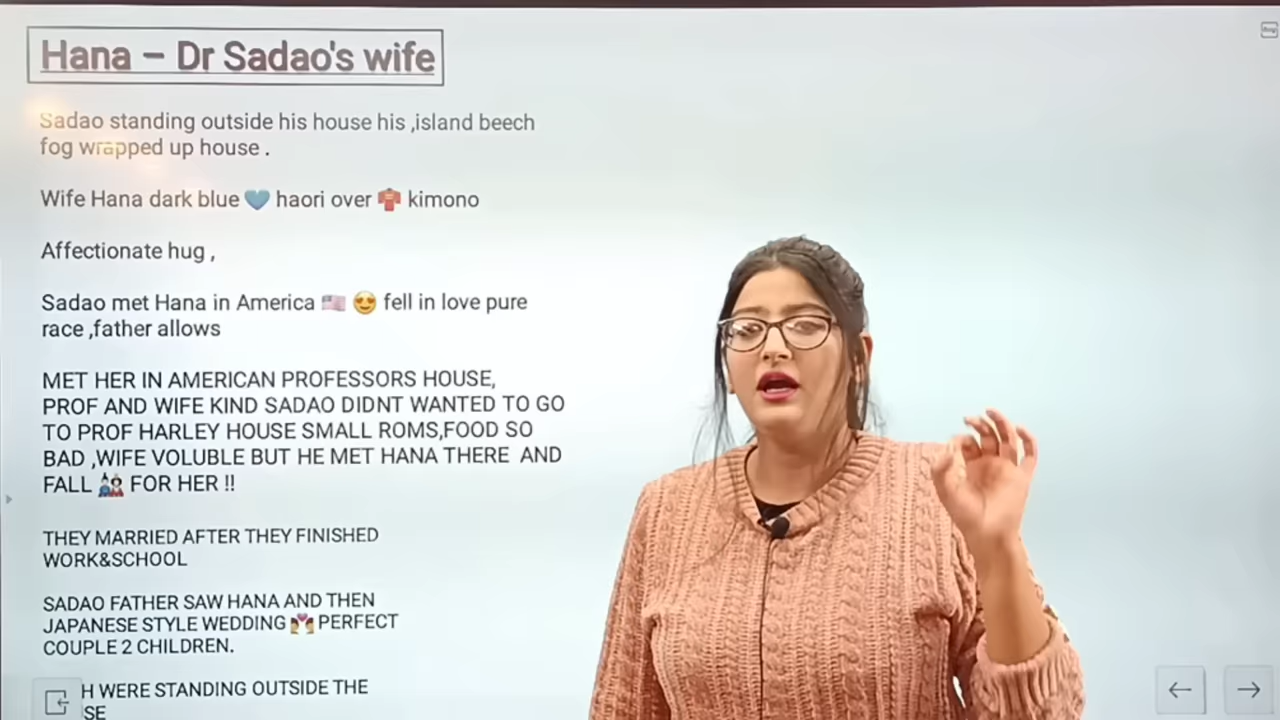 Hana – Dr Sadao's wife
Sadao standing outside his house his ,island beech
fog wrapped up house .
Wife Hana dark blue 💙 haori over 👘 kimono
Affectionate hug ,
Sadao met Hana in America 🇺🇸 😍 fell in love pure
race ,father allows
MET HER IN AMERICAN PROFESSORS HOUSE,
PROF AND WIFE KIND SADAO DIDNT WANTED TO GO
TO PROF HARLEY HOUSE SMALL ROMS,FOOD SO
BAD ,WIFE VOLUBLE BUT HE MET HANA THERE AND
FALL 🎎 FOR HER !!
THEY MARRIED AFTER THEY FINISHED
WORK&SCHOOL
SADAO FATHER SAW HANA AND THEN
JAPANESE STYLE WEDDING 💏 PERFECT
COUPLE 2 CHILDREN.
H WERE STANDING OUTSIDE THE
SE